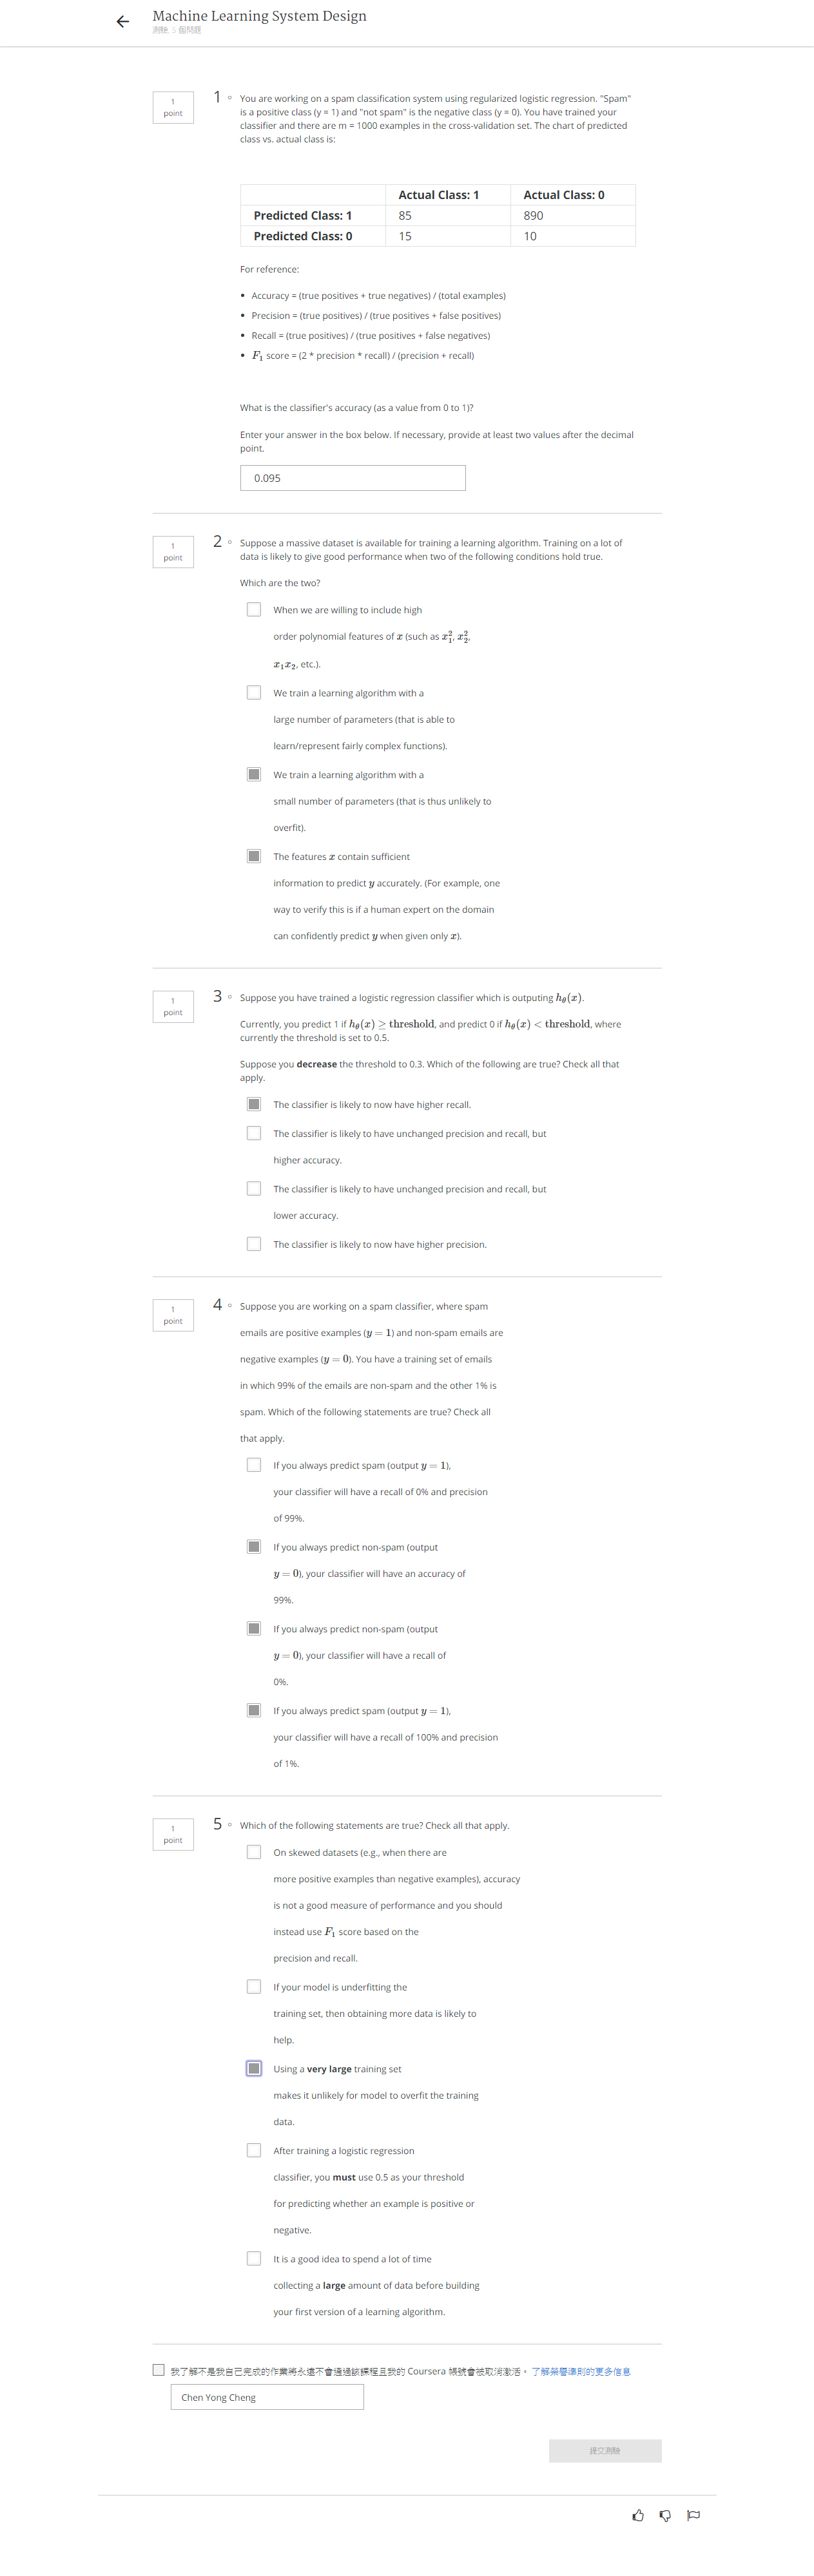 Machine Learning System Design
測驗, 5 個問題
1
point
1
You are working on a spam classification system using regularized logistic regression. "Spam"
is a positive class (y = 1) and "not spam" is the negative class (y = 0). You have trained your
classifier and there are m = 1000 examples in the cross-validation set. The chart of predicted
class vs. actual class is:
Actual Class: 1 Actual Class: 0
Predicted Class: 1 85 890
Predicted Class: 0 15 10
For reference:
• Accuracy = (true positives + true negatives) / (total examples)
• Precision = (true positives) / (true positives + false positives)
• Recall = (true positives) / (true positives + false negatives)
• F₁ score = (2 * precision * recall) / (precision + recall)
What is the classifier's accuracy (as a value from 0 to 1)?
Enter your answer in the box below. If necessary, provide at least two values after the decimal
point.
0.095
1
point
2
Suppose a massive dataset is available for training a learning algorithm. Training on a lot of
data is likely to give good performance when two of the following conditions hold true.
Which are the two?
When we are willing to include high
order polynomial features of x (such as x₁², x₂²,
x₁x₂, etc.).
We train a learning algorithm with a
large number of parameters (that is able to
learn/represent fairly complex functions).
We train a learning algorithm with a
small number of parameters (that is thus unlikely to
overfit).
The features x contain sufficient
information to predict y accurately. (For example, one
way to verify this is if a human expert on the domain
can confidently predict y when given only x).
1
point
3
Suppose you have trained a logistic regression classifier which is outputing hθ(x).
Currently, you predict 1 if hθ(x) ≥ threshold, and predict 0 if hθ(x) < threshold, where
currently the threshold is set to 0.5.
Suppose you decrease the threshold to 0.3. Which of the following are true? Check all that
apply.
The classifier is likely to now have higher recall.
The classifier is likely to have unchanged precision and recall, but
higher accuracy.
The classifier is likely to have unchanged precision and recall, but
lower accuracy.
The classifier is likely to now have higher precision.
1
point
4
Suppose you are working on a spam classifier, where spam
emails are positive examples (y = 1) and non-spam emails are
negative examples (y = 0). You have a training set of emails
in which 99% of the emails are non-spam and the other 1% is
spam. Which of the following statements are true? Check all
that apply.
If you always predict spam (output y = 1),
your classifier will have a recall of 0% and precision
of 99%.
If you always predict non-spam (output
y = 0), your classifier will have an accuracy of
99%.
If you always predict non-spam (output
y = 0), your classifier will have a recall of
0%.
If you always predict spam (output y = 1),
your classifier will have a recall of 100% and precision
of 1%.
1
point
5
Which of the following statements are true? Check all that apply.
On skewed datasets (e.g., when there are
more positive examples than negative examples), accuracy
is not a good measure of performance and you should
instead use F₁ score based on the
precision and recall.
If your model is underfitting the
training set, then obtaining more data is likely to
help.
Using a very large training set
makes it unlikely for model to overfit the training
data.
After training a logistic regression
classifier, you must use 0.5 as your threshold
for predicting whether an example is positive or
negative.
It is a good idea to spend a lot of time
collecting a large amount of data before building
your first version of a learning algorithm.
我了解不是我自己完成的作業將永遠不會通過該課程且我的 Coursera 帳號會被取消激活。 了解榮譽準則的更多信息
Chen Yong Cheng
提交測驗